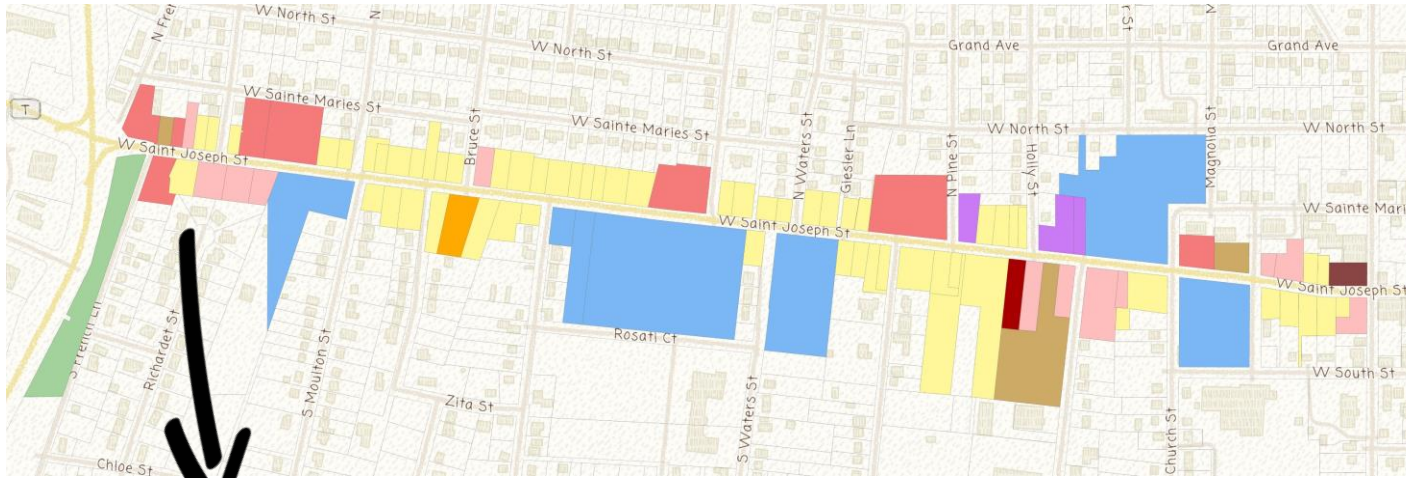 W North St
N
N Fre
W North St
Grand Ave
Grand Ave
r St
N
T
W Sainte Maries St
W Sainte Maries St
Bruce St
N Waters St
Giesler Ln
N Pine St
W North St
Holly St
Magnolia St
W North St
W Saint Joseph St
W Saint Joseph St
W Sainte Mari
W Saint Joseph St
S French Ln
Richardet St
S Moulton St
Rosati Ct
Zita St
S Waters St
Church St
W South St
Chloe St